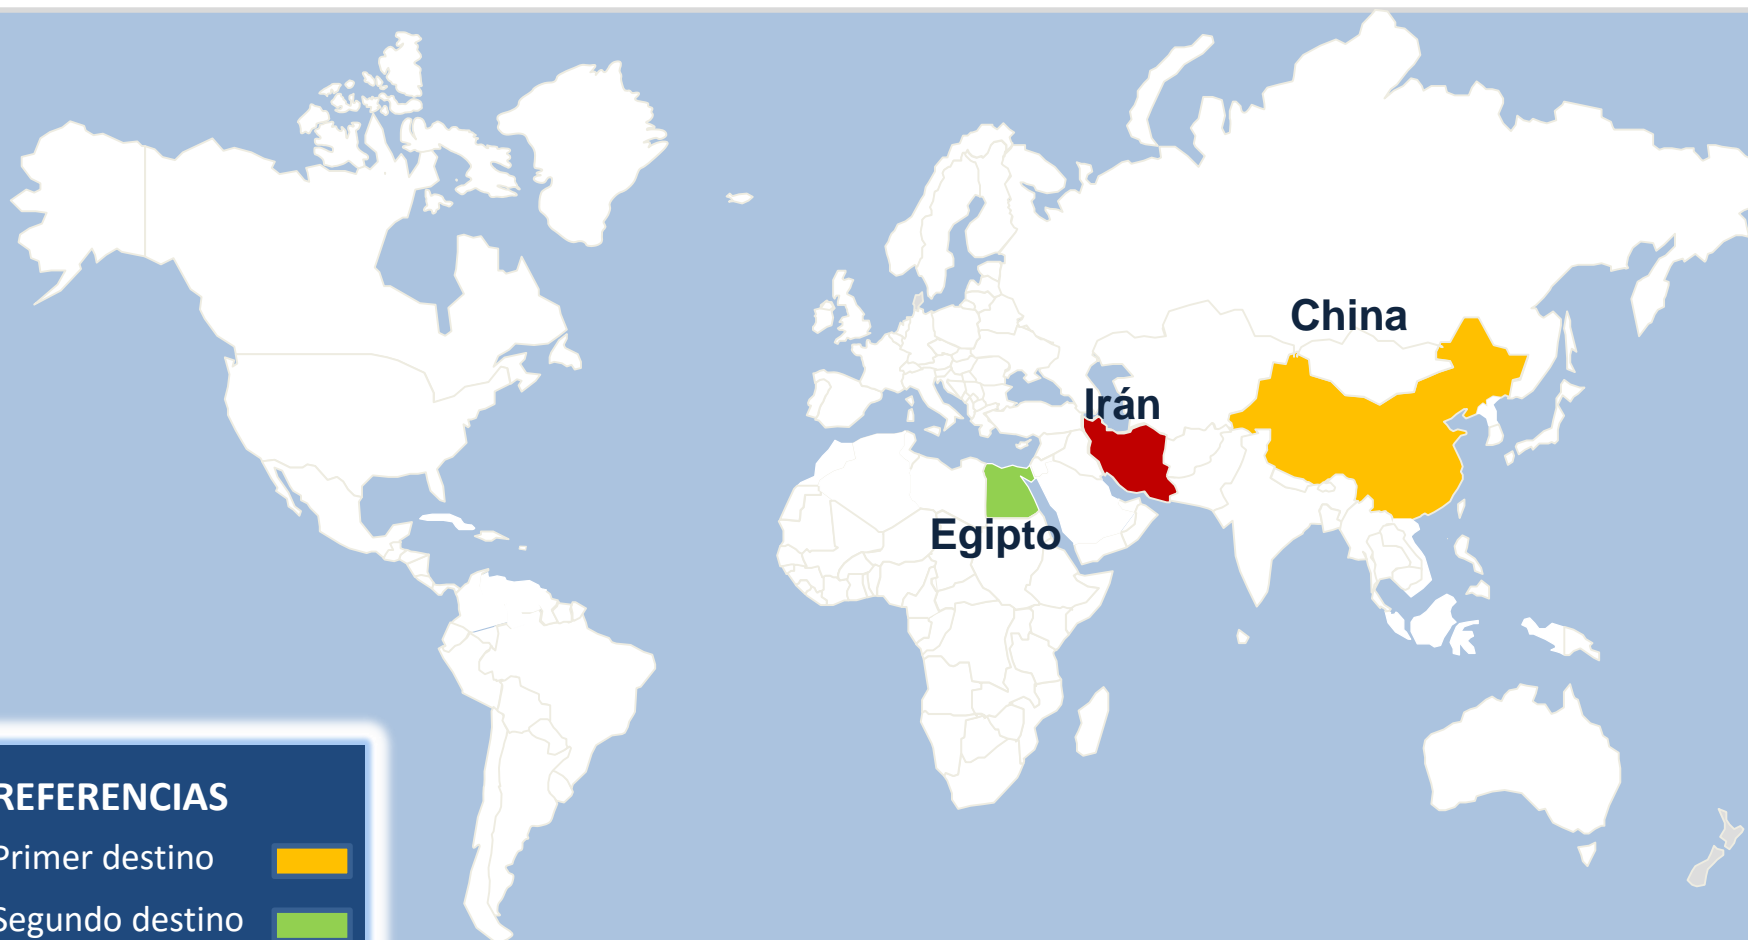 China
Irán
Egipto
REFERENCIAS
Primer destino
Segundo destino